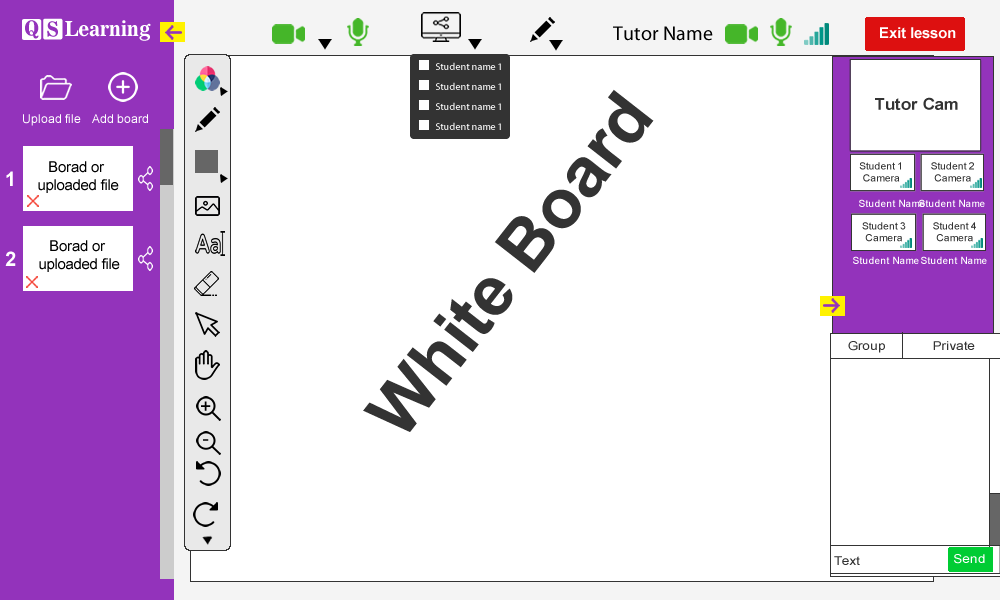 QS Learning
Tutor Name
Exit lesson
Upload file
Add board
1
Borad or
uploaded file
2
Borad or
uploaded file
Student name 1
Student name 1
Student name 1
Student name 1
Aa
White Board
Tutor Cam
Student 1
Camera
Student 2
Camera
Student Name
Student Name
Student 3
Camera
Student 4
Camera
Student Name
Student Name
Group
Private
Text
Send